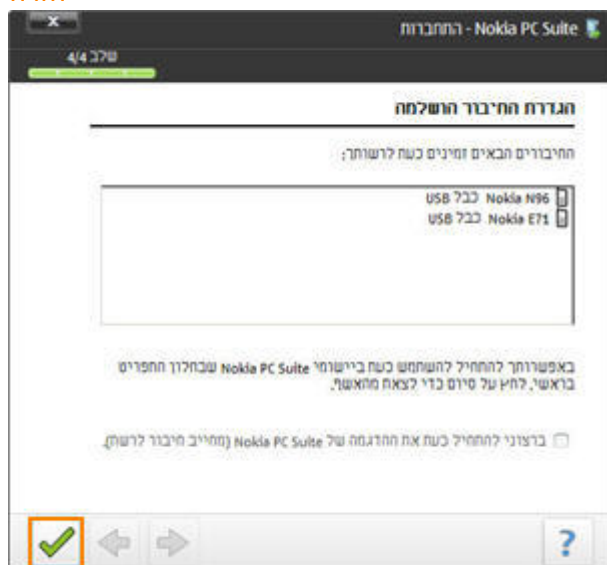 Nokia PC Suite - התחברות
שלב 4/4
הגדרת החיבור הושלמה
החיבורים הבאים זמינים כעת לרשותך:
Nokia N96 כבל USB
Nokia E71 כבל USB
באפשרותך להתחיל להשתמש כעת ביישומי Nokia PC Suite שבחלון התפריט
בראשי. לחץ על סיום כדי לצאת מהאשף.
ברצוני להתחיל כעת את ההדגמה של Nokia PC Suite (מחייב חיבור לרשת).
?